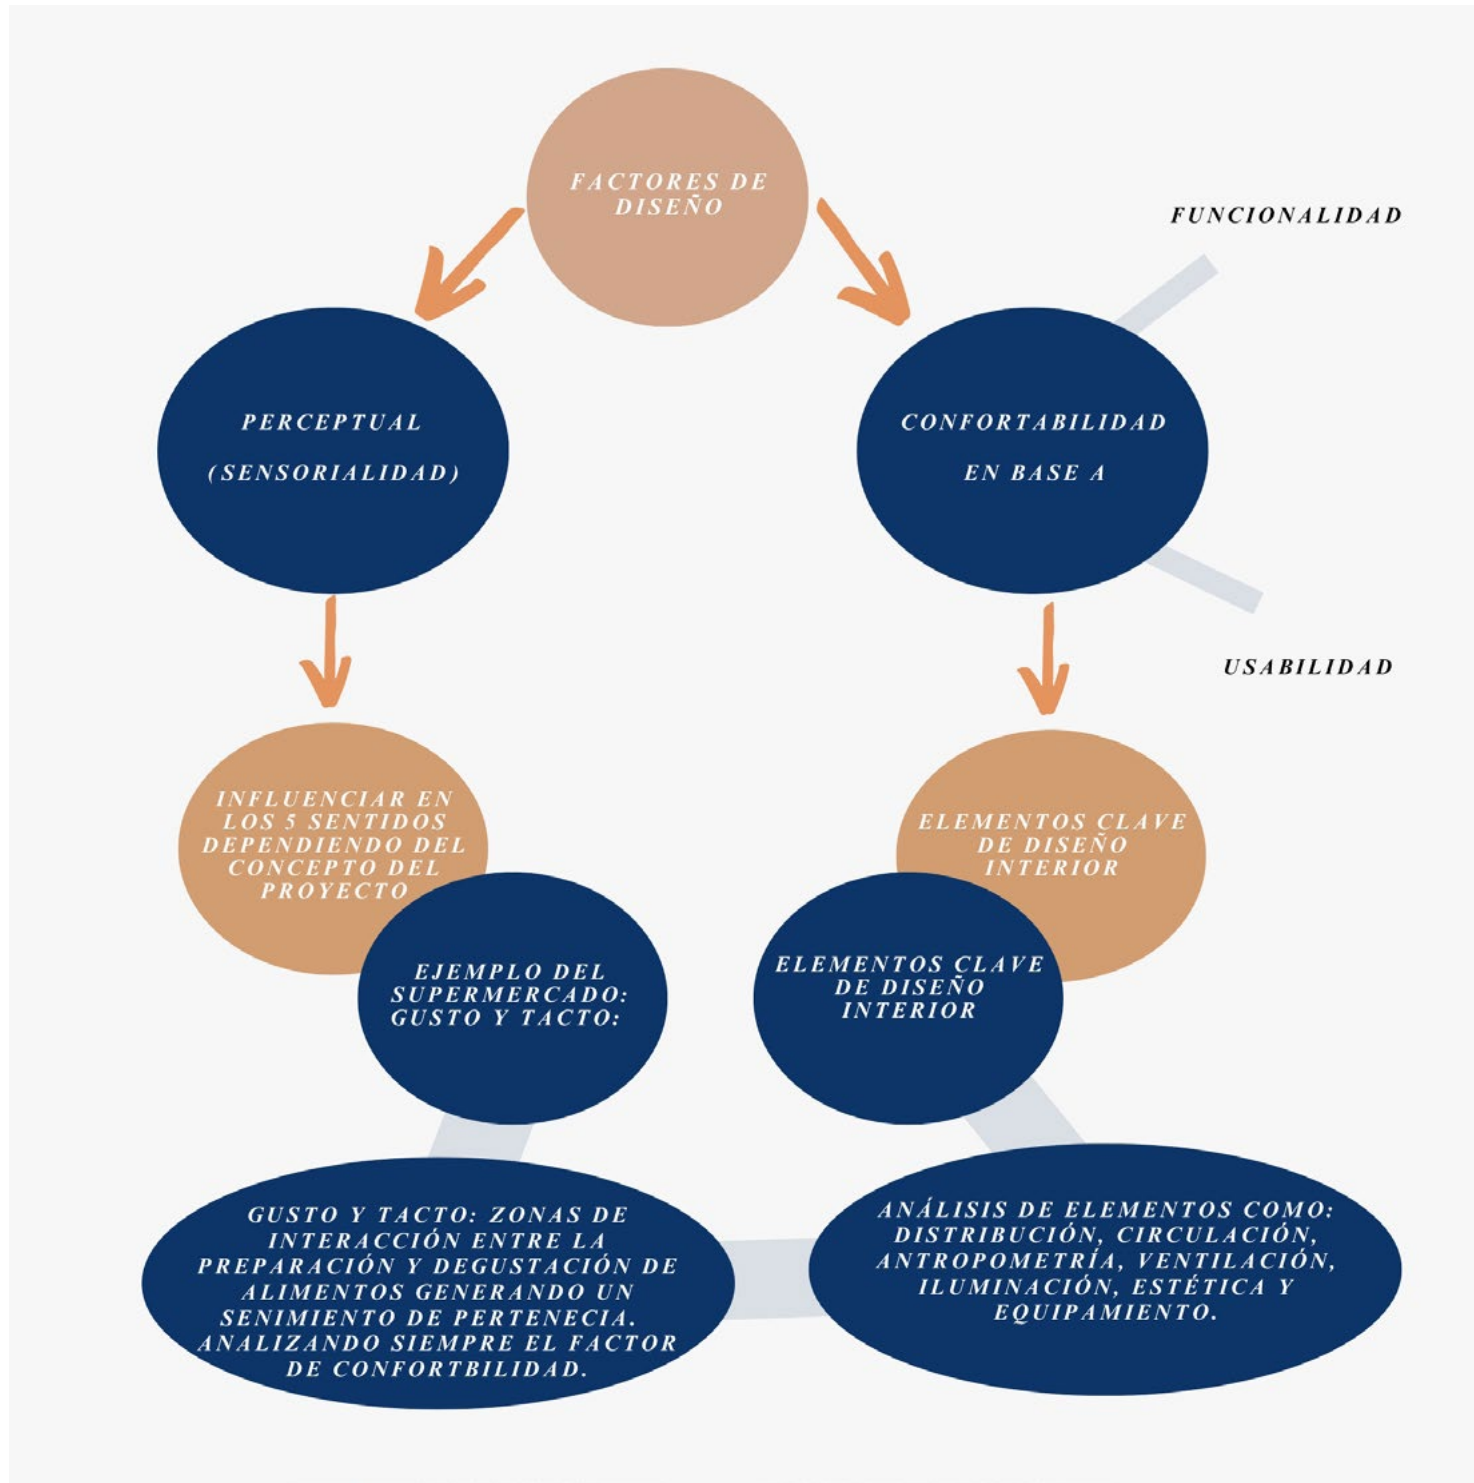 FACTORES DE
DISEÑO
FUNCIONALIDAD
PERCEPTUAL
(SENSORIALIDAD)
CONFORTABILIDAD
EN BASE A
USABILIDAD
INFLUENCIAR EN
LOS 5 SENTIDOS
DEPENDIENDO DEL
CONCEPTO DEL
PROYECTO
ELEMENTOS CLAVE
DE DISEÑO
INTERIOR
EJEMPLO DEL
SUPERMERCADO:
GUSTO Y TACTO:
ELEMENTOS CLAVE
DE DISEÑO
INTERIOR
GUSTO Y TACTO: ZONAS DE
INTERACCIÓN ENTRE LA
PREPARACIÓN Y DEGUSTACIÓN DE
ALIMENTOS GENERANDO UN
SENIMIENTO DE PERTENECIA.
ANALIZANDO SIEMPRE EL FACTOR
DE CONFORTBILIDAD.
ANÁLISIS DE ELEMENTOS COMO:
DISTRIBUCIÓN, CIRCULACIÓN,
ANTROPOMETRÍA, VENTILACIÓN,
ILUMINACIÓN, ESTÉTICA Y
EQUIPAMIENTO.